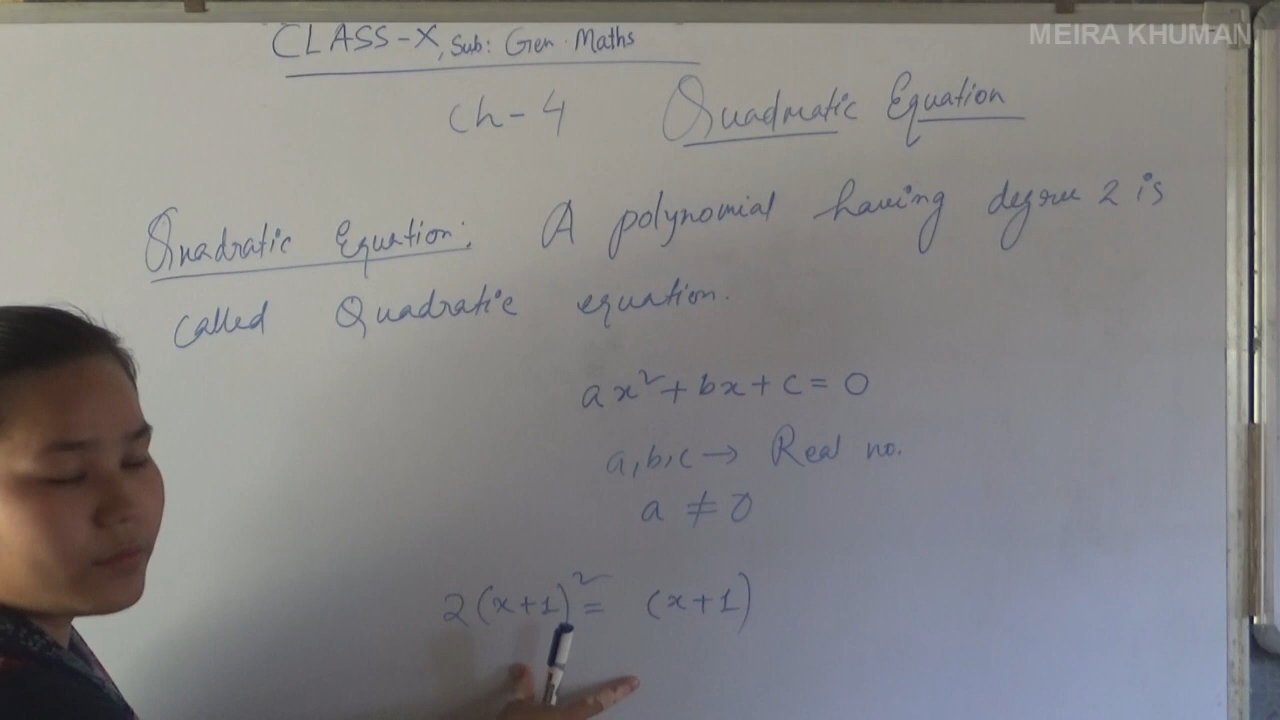 MEIRA KHUMAN
CLASS-X, Sub: Gen. Maths
Ch-4 Quadratic Equation
Quadratic Equation: A polynomial having degree 2 is
called Quadratic equation.
ax²+bx+c=0
a,b,c → Real no.
a ≠ 0
2(x+1)² = (x+1)